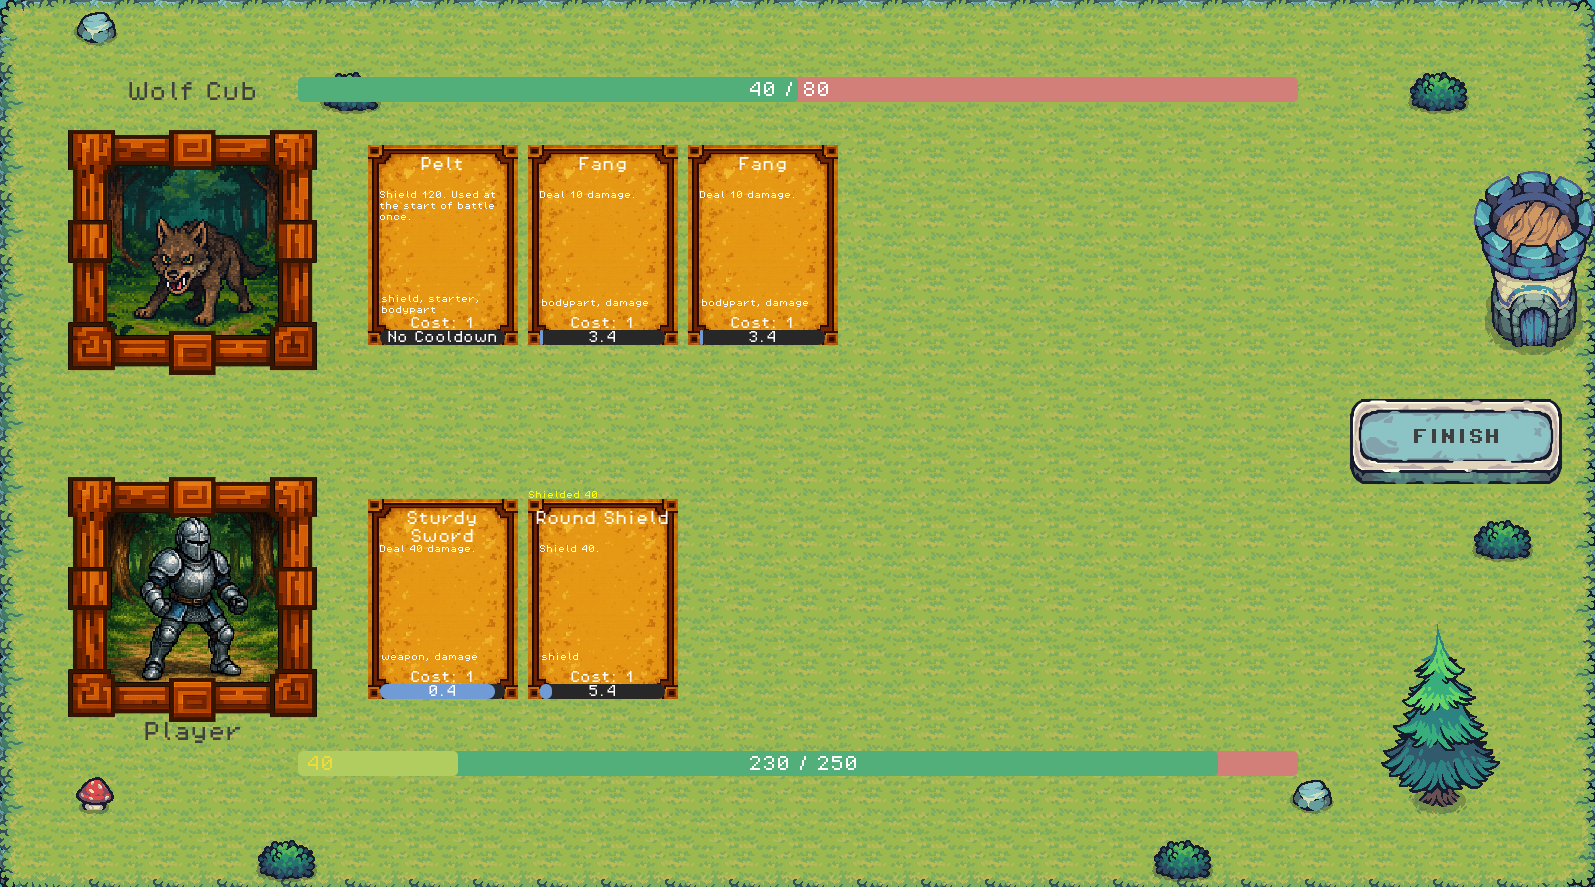 Wolf Cub
40 / 80
Pelt
Shield 120. Used at
the start of battle
once.
shield, starter,
bodypart
Cost: 1
No Cooldown
Fang
Deal 10 damage.
bodypart, damage
Cost: 1
3.4
Fang
Deal 10 damage.
bodypart, damage
Cost: 1
3.4
FINISH
Sturdy
Sword
Deal 40 damage.
weapon, damage
Cost: 1
0.4
Shielded 40
Round Shield
Shield 40.
shield
Cost: 1
5.4
Player
40
230 / 250